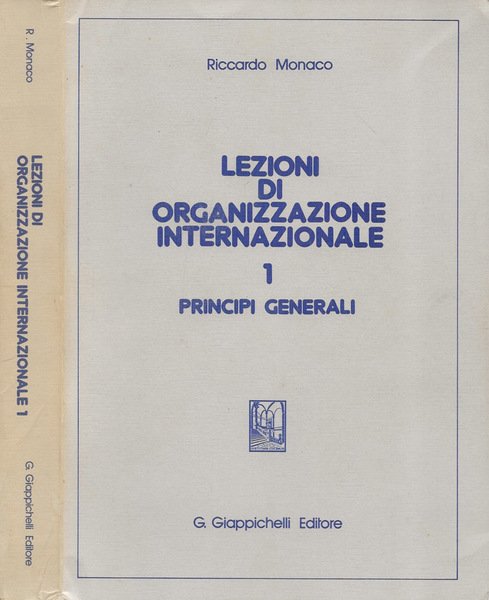 R. Monaco
LEZIONI DI
ORGANIZZAZIONE INTERNAZIONALE 1
G. Giappichelli Editore
Riccardo Monaco
LEZIONI
DI
ORGANIZZAZIONE
INTERNAZIONALE
1
PRINCIPI GENERALI
G. Giappichelli Editore